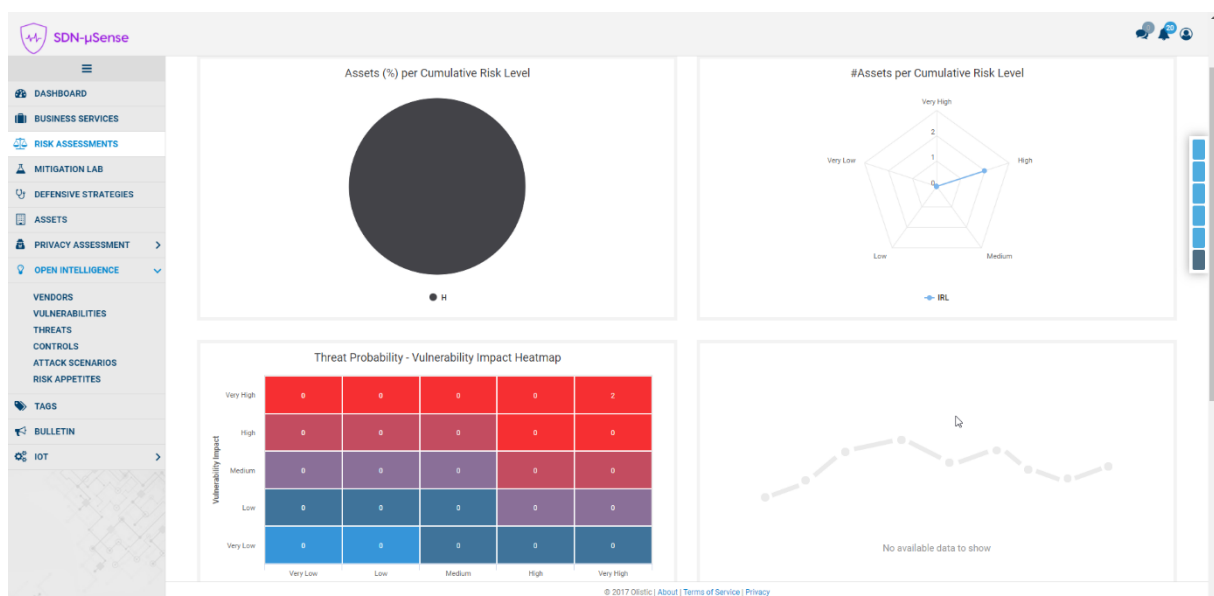 SDN-μSense
20
DASHBOARD
BUSINESS SERVICES
RISK ASSESSMENTS
MITIGATION LAB
DEFENSIVE STRATEGIES
ASSETS
PRIVACY ASSESSMENT
OPEN INTELLIGENCE
VENDORS
VULNERABILITIES
THREATS
CONTROLS
ATTACK SCENARIOS
RISK APPETITES
TAGS
BULLETIN
IOT
Assets (%) per Cumulative Risk Level
H
#Assets per Cumulative Risk Level
Very High
2
Very Low 1 High
0
Low Medium
IRL
Threat Probability - Vulnerability Impact Heatmap
Vulnerability Impact
Very High 0 0 0 0 2
High 0 0 0 0 0
Medium 0 0 0 0 0
Low 0 0 0 0 0
Very Low 0 0 0 0 0
Very Low Low Medium High Very High
No available data to show
© 2017 Olistic | About | Terms of Service | Privacy